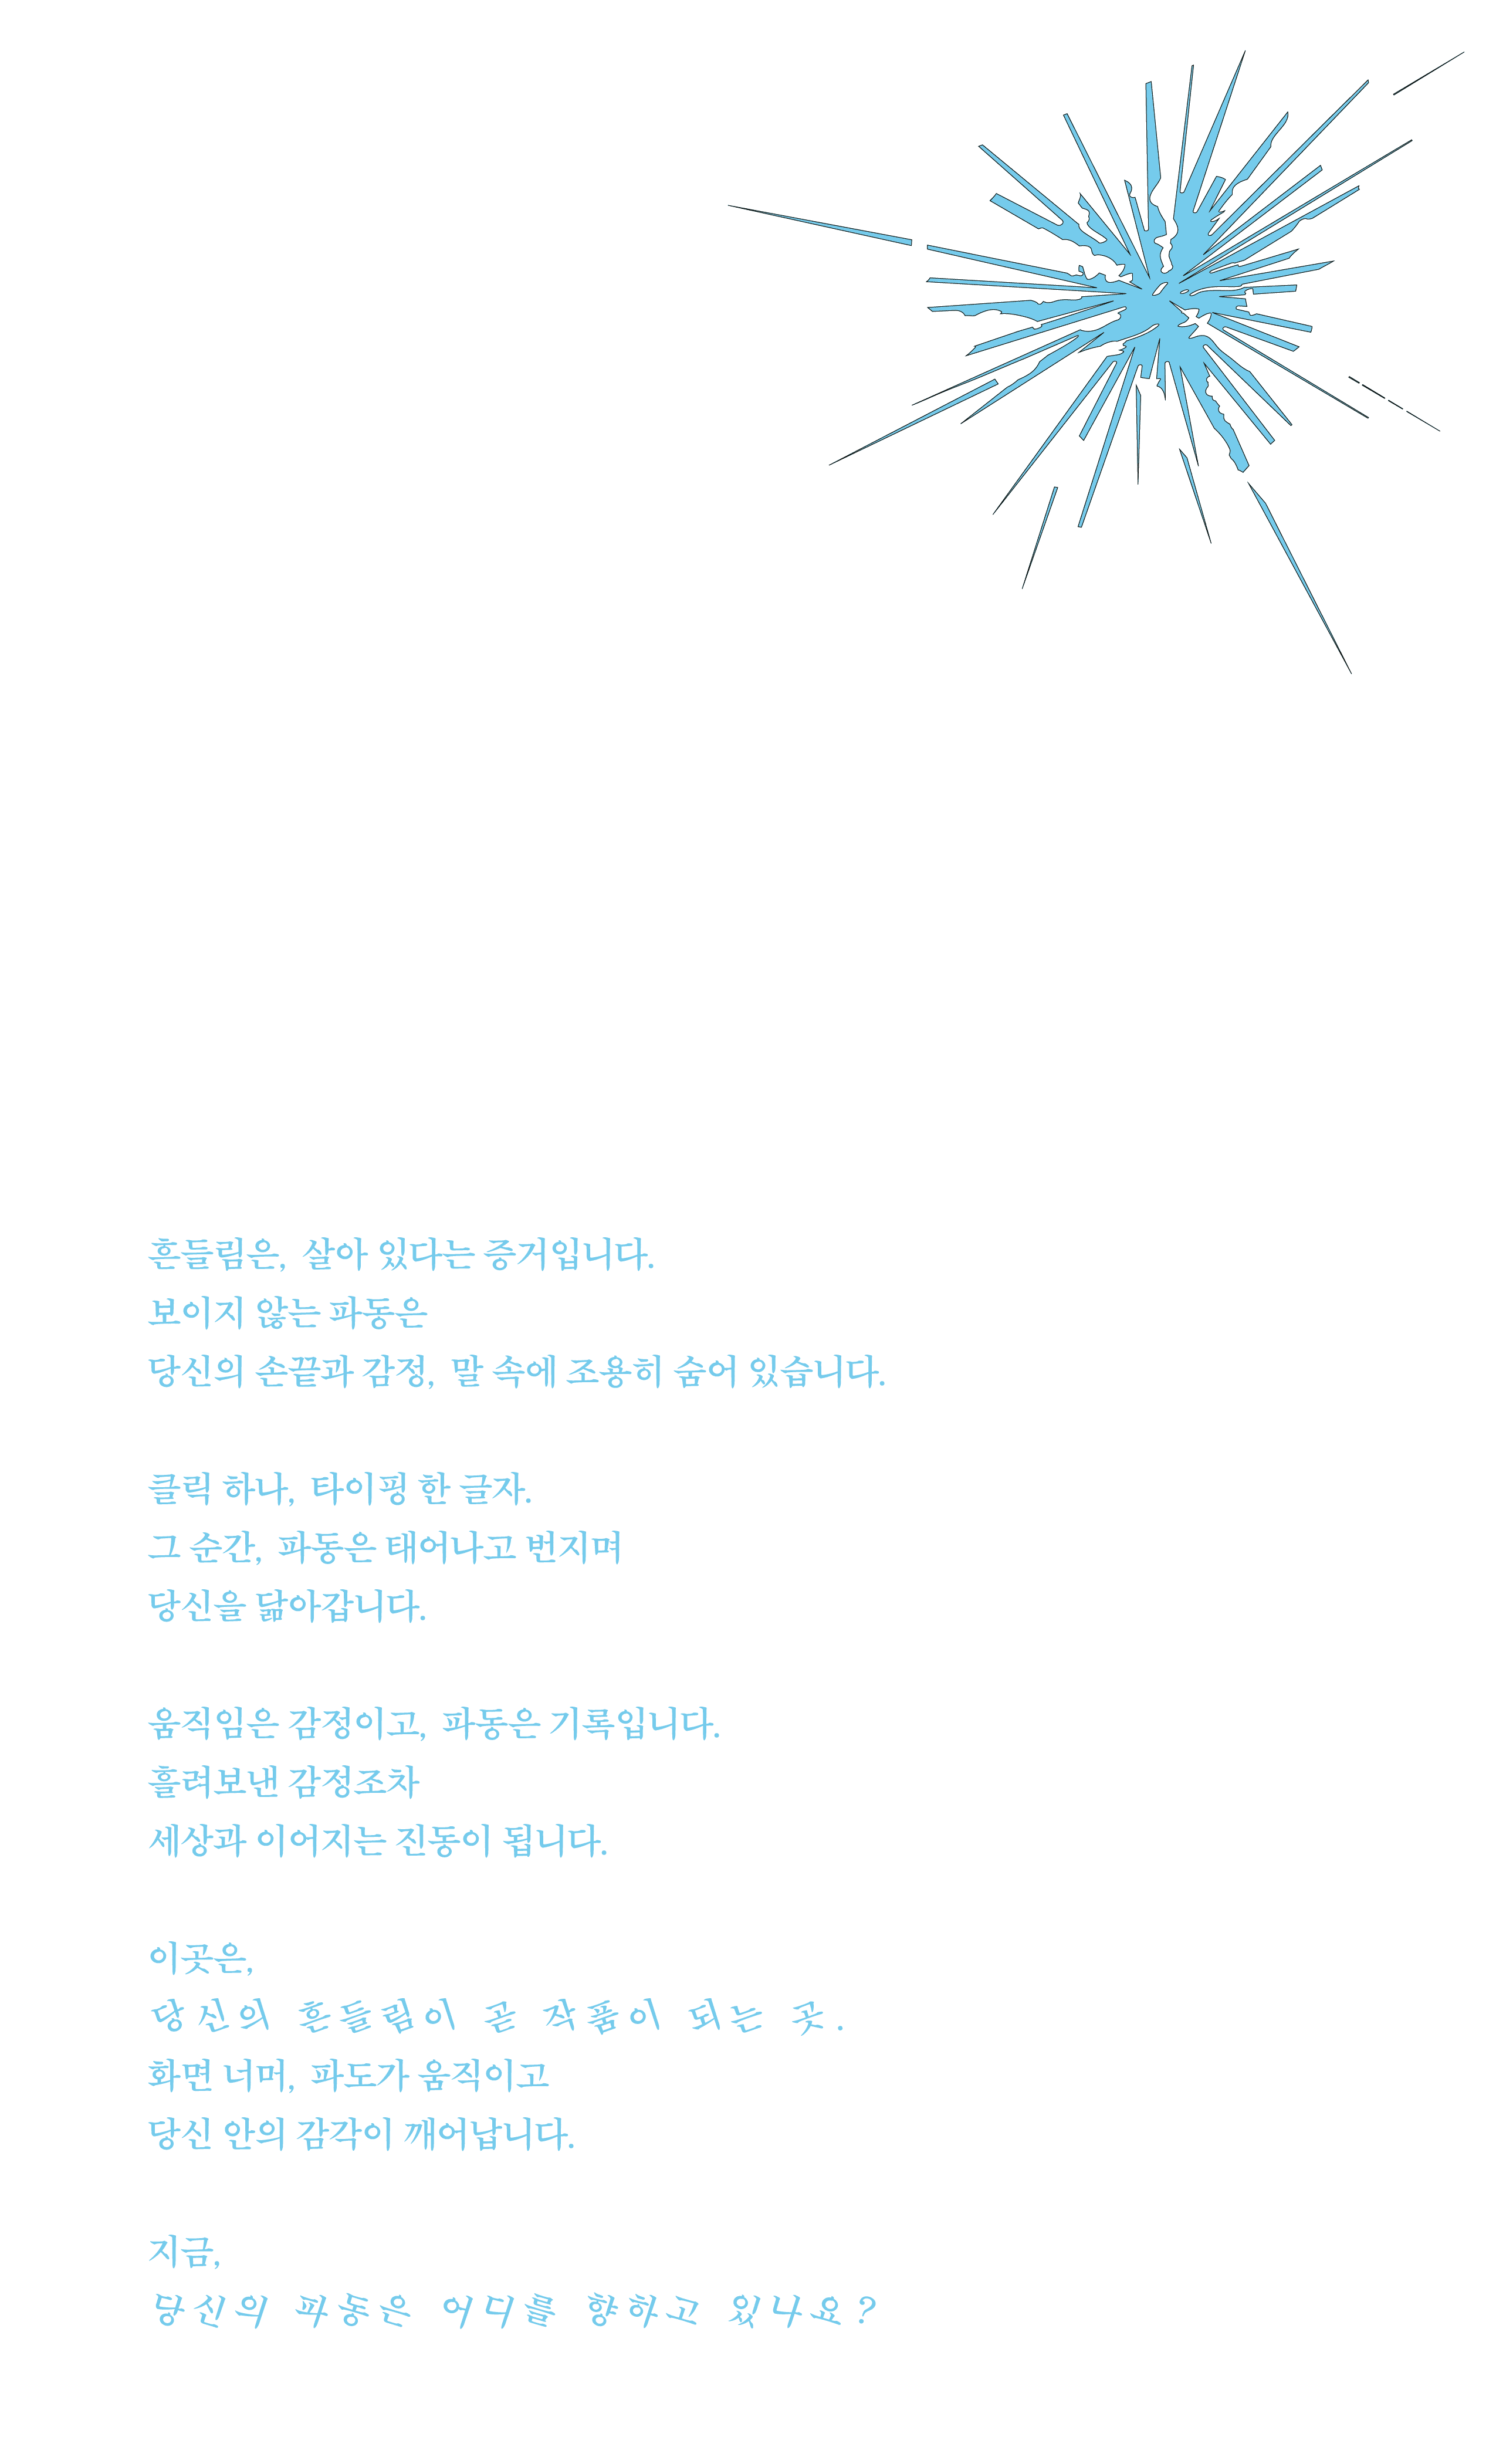 흔들림은, 살아 있다는 증거입니다.
보이지 않는 파동은
당신의 손끝과 감정, 말 속에 조용히 숨어 있습니다.
클릭 하나, 타이핑 한 글자.
그 순간, 파동은 태어나고 번지며
당신을 닮아갑니다.
움직임은 감정이고, 파동은 기록입니다.
흘려보낸 감정조차
세상과 이어지는 진동이 됩니다.
이곳은,
당신의 흔들림이 곧 작품이 되는 곳.
화면 너머, 파도가 움직이고
당신 안의 감각이 깨어납니다.
지금,
당신의 파동은 어디를 향하고 있나요?